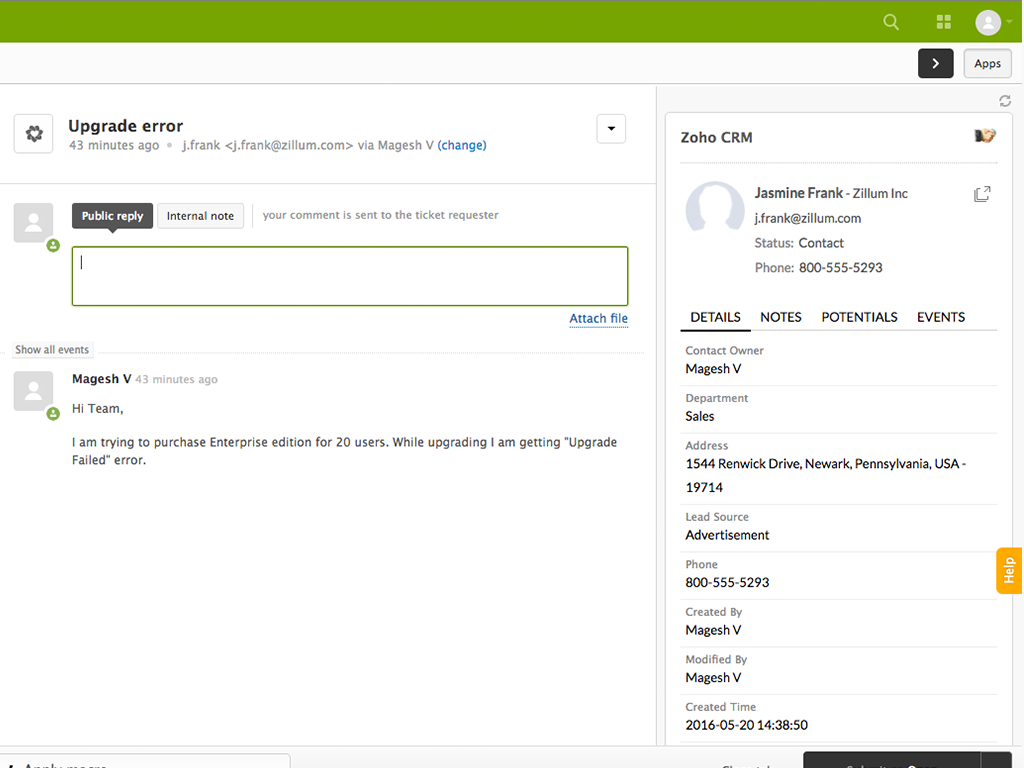 Apps
Upgrade error
43 minutes ago • j.frank <j.frank@zillum.com> via Magesh V (change)
Public reply
Internal note
your comment is sent to the ticket requester
Attach file
Show all events
Magesh V 43 minutes ago
Hi Team,
I am trying to purchase Enterprise edition for 20 users. While upgrading I am getting "Upgrade
Failed" error.
Zoho CRM
Jasmine Frank - Zillum Inc
j.frank@zillum.com
Status: Contact
Phone: 800-555-5293
DETAILS NOTES POTENTIALS EVENTS
Contact Owner
Magesh V
Department
Sales
Address
1544 Renwick Drive, Newark, Pennsylvania, USA -
19714
Lead Source
Advertisement
Phone
800-555-5293
Created By
Magesh V
Modified By
Magesh V
Created Time
2016-05-20 14:38:50
Help
Apply macro